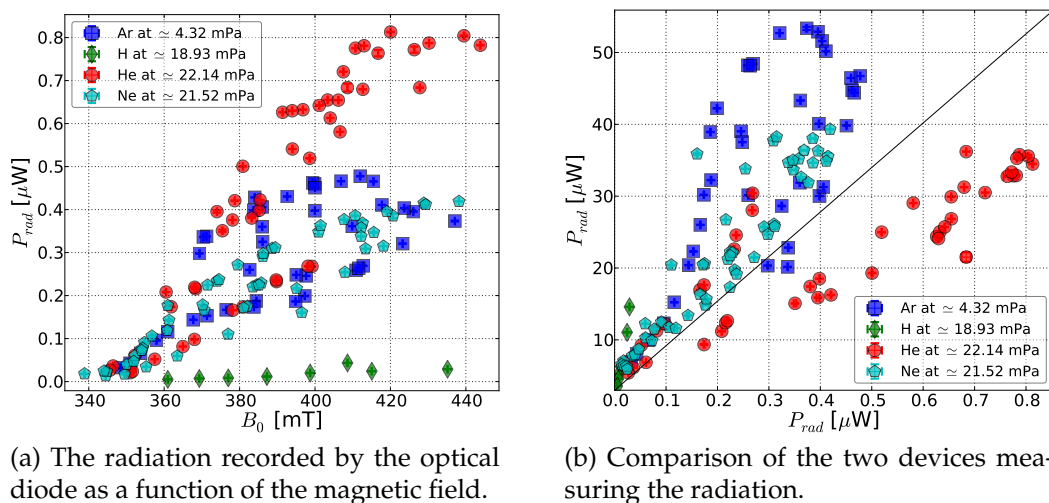 Ar at ≃ 4.32 mPa
H at ≃ 18.93 mPa
He at ≃ 22.14 mPa
Ne at ≃ 21.52 mPa
0.8
0.7
0.6
0.5
0.4
0.3
0.2
0.1
0.0
P_rad [μW]
340 360 380 400 420 440
B_0 [mT]
(a) The radiation recorded by the optical
diode as a function of the magnetic field.
50
40
30
20
10
P_rad [μW]
Ar at ≃ 4.32 mPa
H at ≃ 18.93 mPa
He at ≃ 22.14 mPa
Ne at ≃ 21.52 mPa
0.0 0.1 0.2 0.3 0.4 0.5 0.6 0.7 0.8
P_rad [μW]
(b) Comparison of the two devices mea-
suring the radiation.